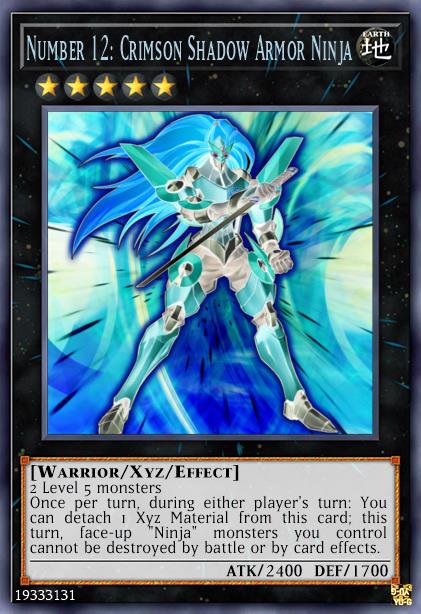 Number 12: Crimson Shadow Armor Ninja
EARTH
地
[Warrior/Xyz/Effect]
2 Level 5 monsters
Once per turn, during either player's turn: You
can detach 1 Xyz Material from this card; this
turn, face-up "Ninja" monsters you control
cannot be destroyed by battle or by card effects.
ATK/2400 DEF/1700
19333131